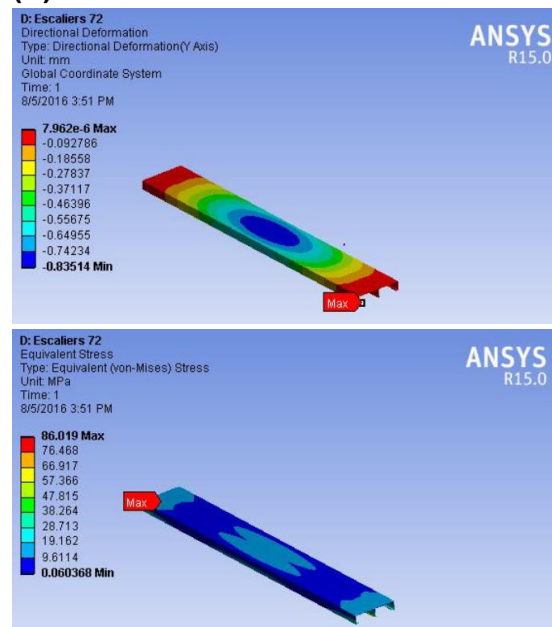 D: Escaliers 72
Directional Deformation
Type: Directional Deformation(Y Axis)
Unit: mm
Global Coordinate System
Time: 1
8/5/2016 3:51 PM
ANSYS
R15.0
7.962e-6 Max
-0.092786
-0.18558
-0.27837
-0.37117
-0.46396
-0.55675
-0.64955
-0.74234
-0.83514 Min
Max
D: Escaliers 72
Equivalent Stress
Type: Equivalent (von-Mises) Stress
Unit: MPa
Time: 1
8/5/2016 3:51 PM
ANSYS
R15.0
86.019 Max
76.468
66.917
57.366
47.815
38.264
28.713
19.162
9.6114
0.060368 Min
Max